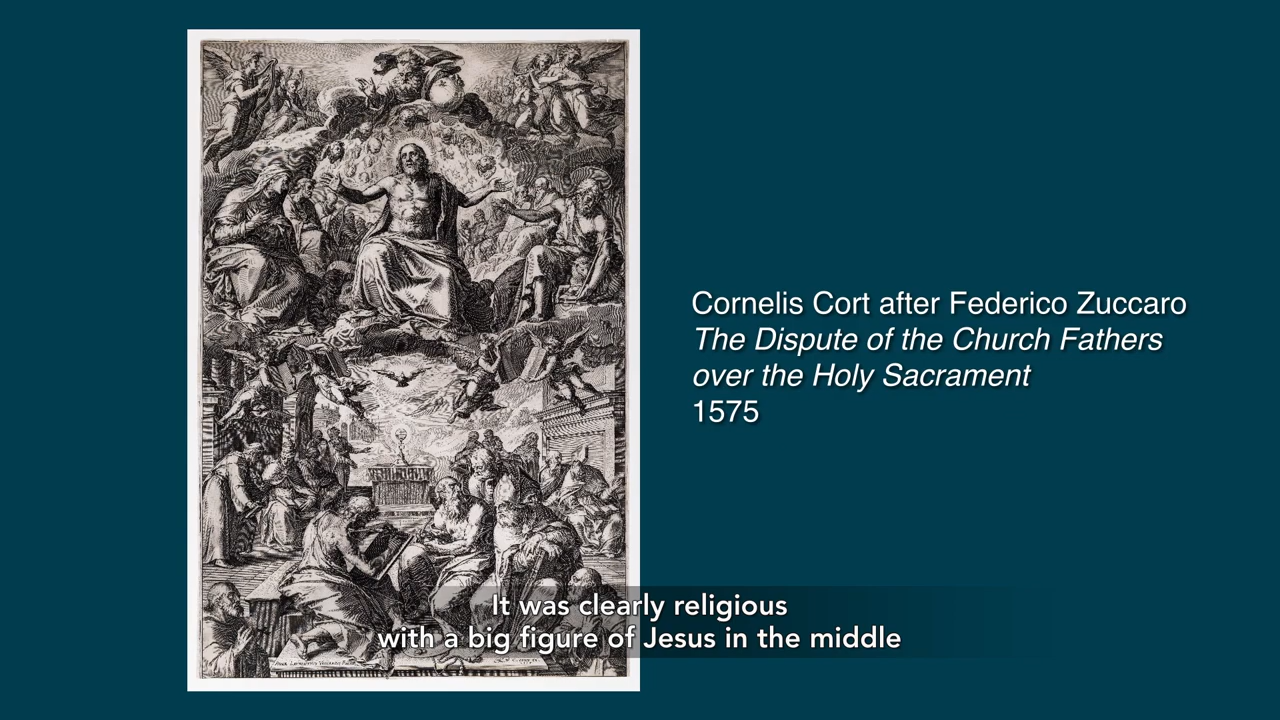 Cornelis Cort after Federico Zuccaro
The Dispute of the Church Fathers
over the Holy Sacrament
1575
It was clearly religious
with a big figure of Jesus in the middle